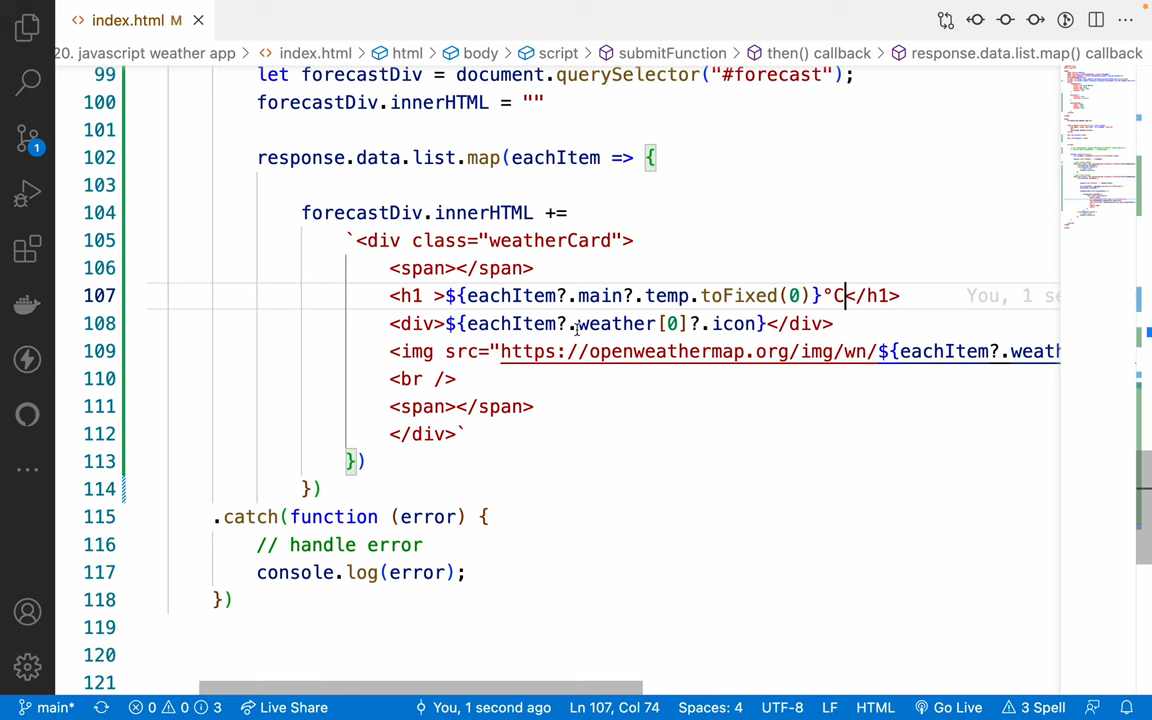 index.html M
20. javascript weather app > index.html > html > body > script > submitFunction > then() callback > response.data.list.map() callback
99 let forecastDiv = document.querySelector("#forecast");
100 forecastDiv.innerHTML = ""
101
102 response.data.list.map(eachItem => {
103
104 forecastDiv.innerHTML +=
105 `<div class="weatherCard">
106 <span></span>
107 <h1 >${eachItem?.main?.temp.toFixed(0)}°C</h1> You, 1 se
108 <div>${eachItem?.weather[0]?.icon}</div>
109 <img src="https://openweathermap.org/img/wn/${eachItem?.weath
110 <br />
111 <span></span>
112 </div>`
113 })
114 })
115 .catch(function (error) {
116 // handle error
117 console.log(error);
118 })
119
120
121
1
main* 0 0 3 Live Share You, 1 second ago Ln 107, Col 74 Spaces: 4 UTF-8 LF HTML Go Live 3 Spell